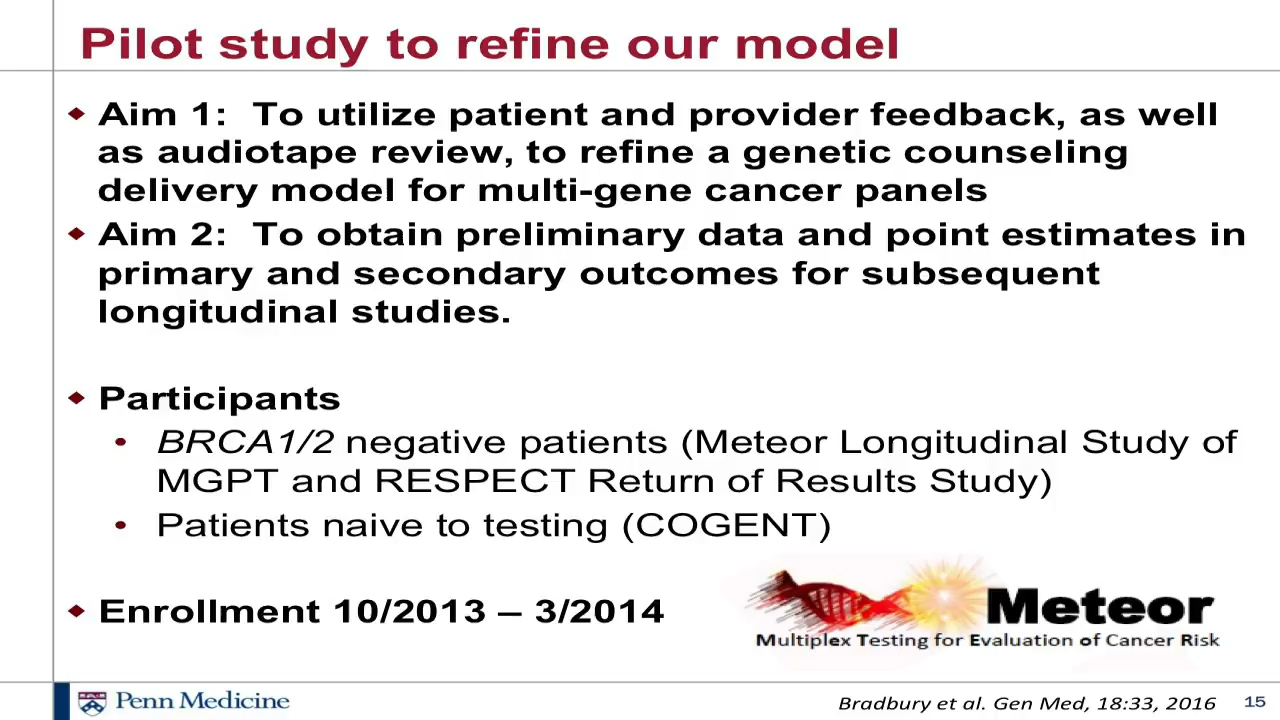 Pilot study to refine our model
Aim 1:  To utilize patient and provider feedback, as well
as audiotape review, to refine a genetic counseling
delivery model for multi-gene cancer panels
Aim 2:  To obtain preliminary data and point estimates in
primary and secondary outcomes for subsequent
longitudinal studies.
Participants
BRCA1/2 negative patients (Meteor Longitudinal Study of
MGPT and RESPECT Return of Results Study)
Patients naive to testing (COGENT)
Enrollment 10/2013 – 3/2014
Meteor
Multiplex Testing for Evaluation of Cancer Risk
Penn Medicine
Bradbury et al. Gen Med, 18:33, 2016
15